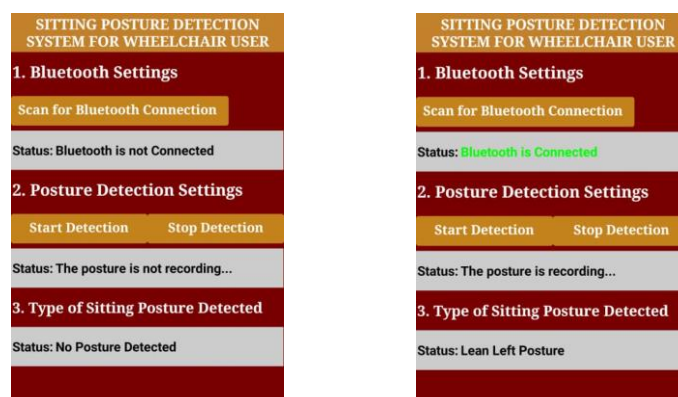 SITTING POSTURE DETECTION
SYSTEM FOR WHEELCHAIR USER
1. Bluetooth Settings
Scan for Bluetooth Connection
Status: Bluetooth is not Connected
2. Posture Detection Settings
Start Detection Stop Detection
Status: The posture is not recording...
3. Type of Sitting Posture Detected
Status: No Posture Detected
SITTING POSTURE DETECTION
SYSTEM FOR WHEELCHAIR USER
1. Bluetooth Settings
Scan for Bluetooth Connection
Status: Bluetooth is Connected
2. Posture Detection Settings
Start Detection Stop Detection
Status: The posture is recording...
3. Type of Sitting Posture Detected
Status: Lean Left Posture